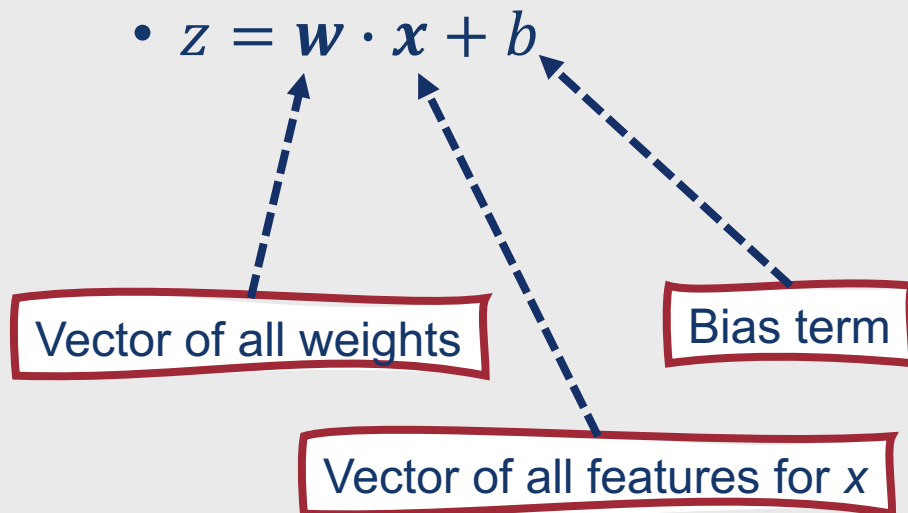 • z = w · x + b
Vector of all weights
Bias term
Vector of all features for x